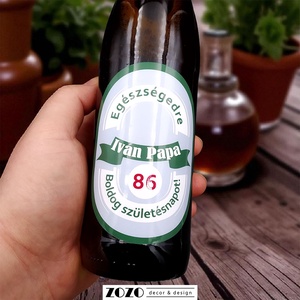 Egészségedre
Iván Papa
86
Boldog születésnapot!
ZOZO decor & design